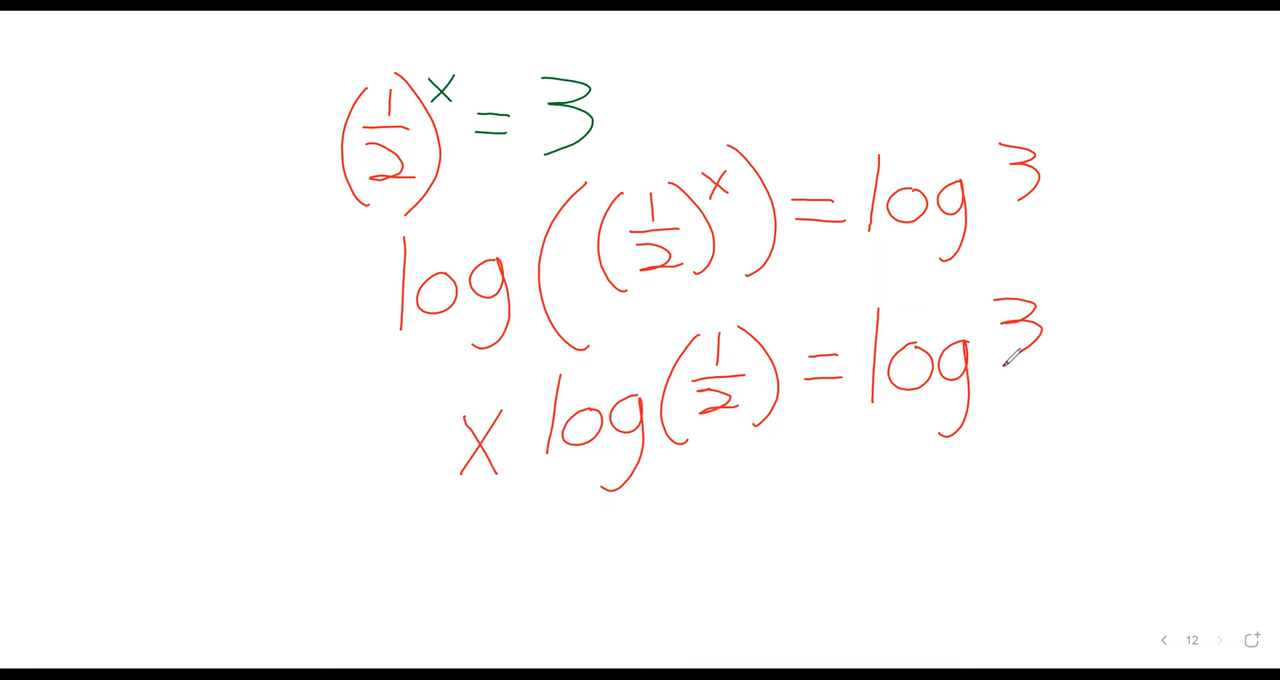 (1/2)^x = 3
log((1/2)^x) = log 3
x log(1/2) = log 3
12